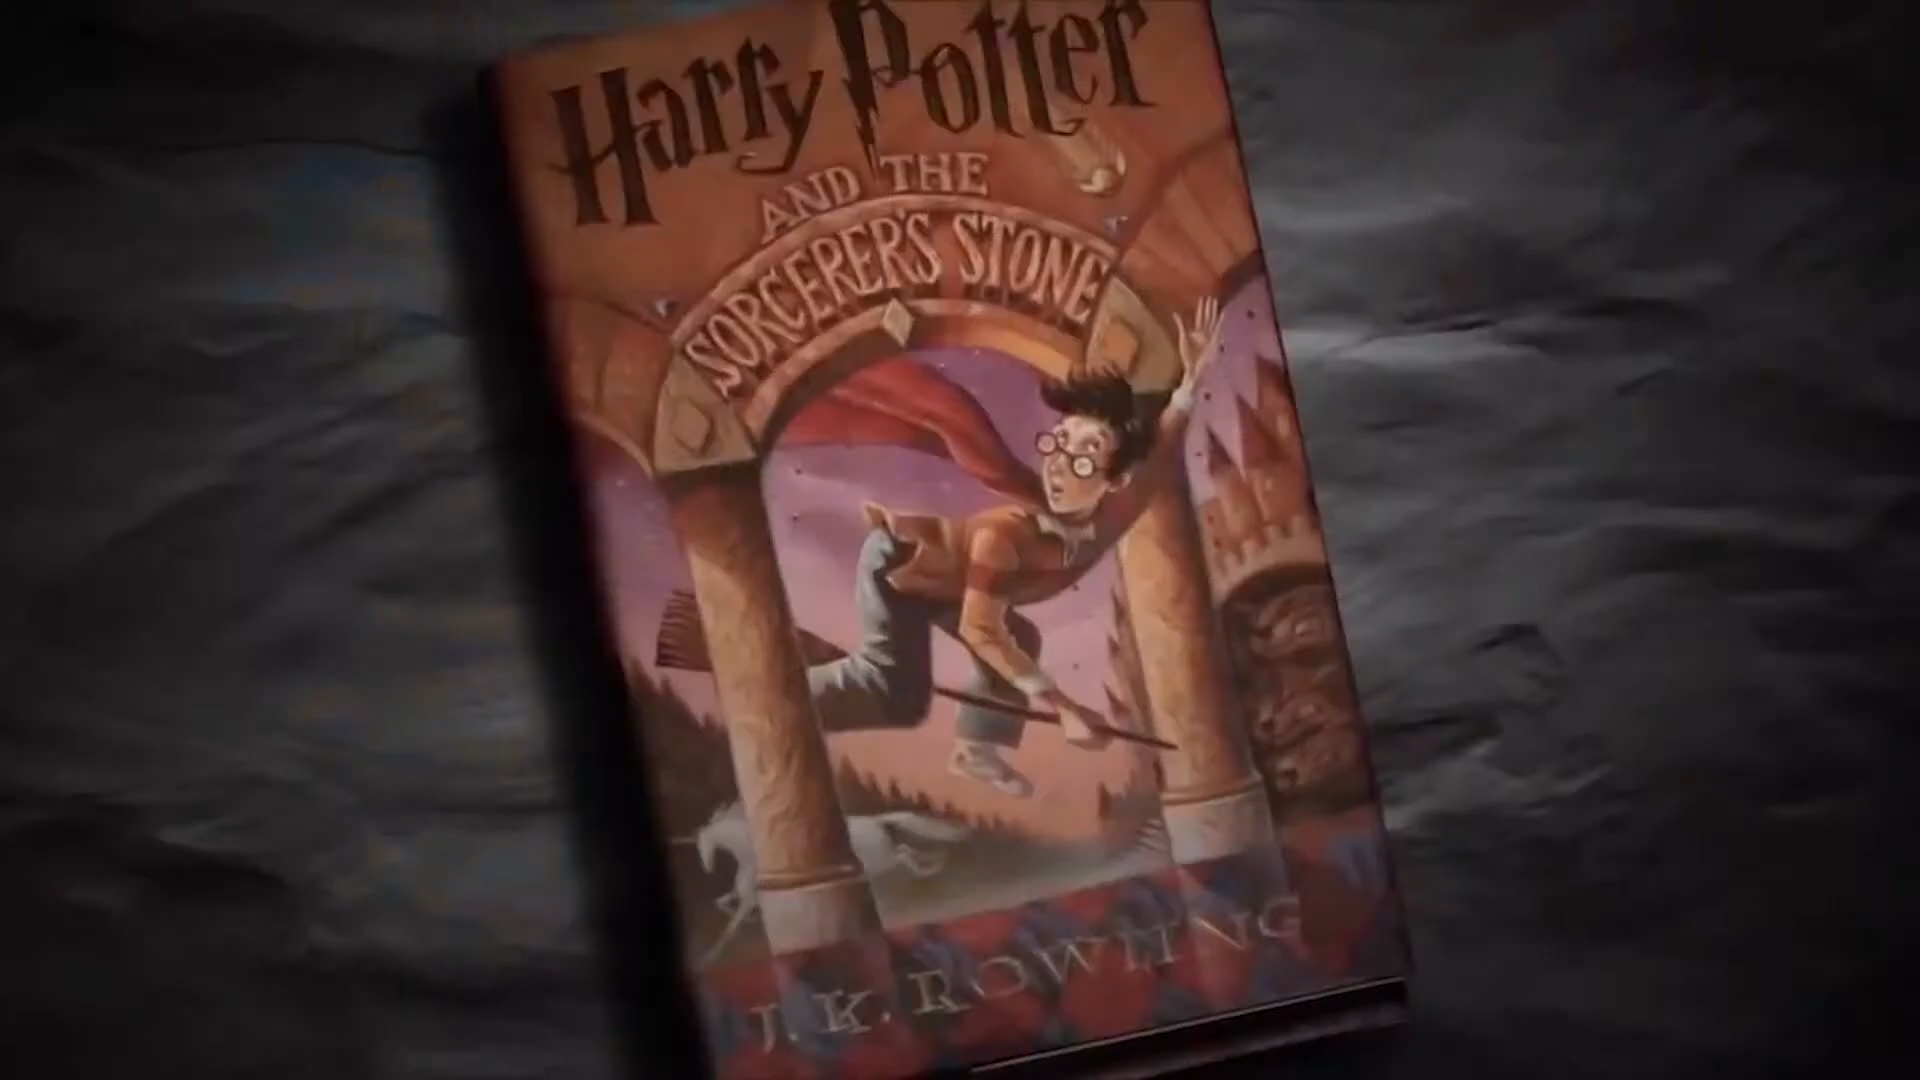 Harry Potter
AND THE
SORCERER'S STONE
J. K. ROWLING